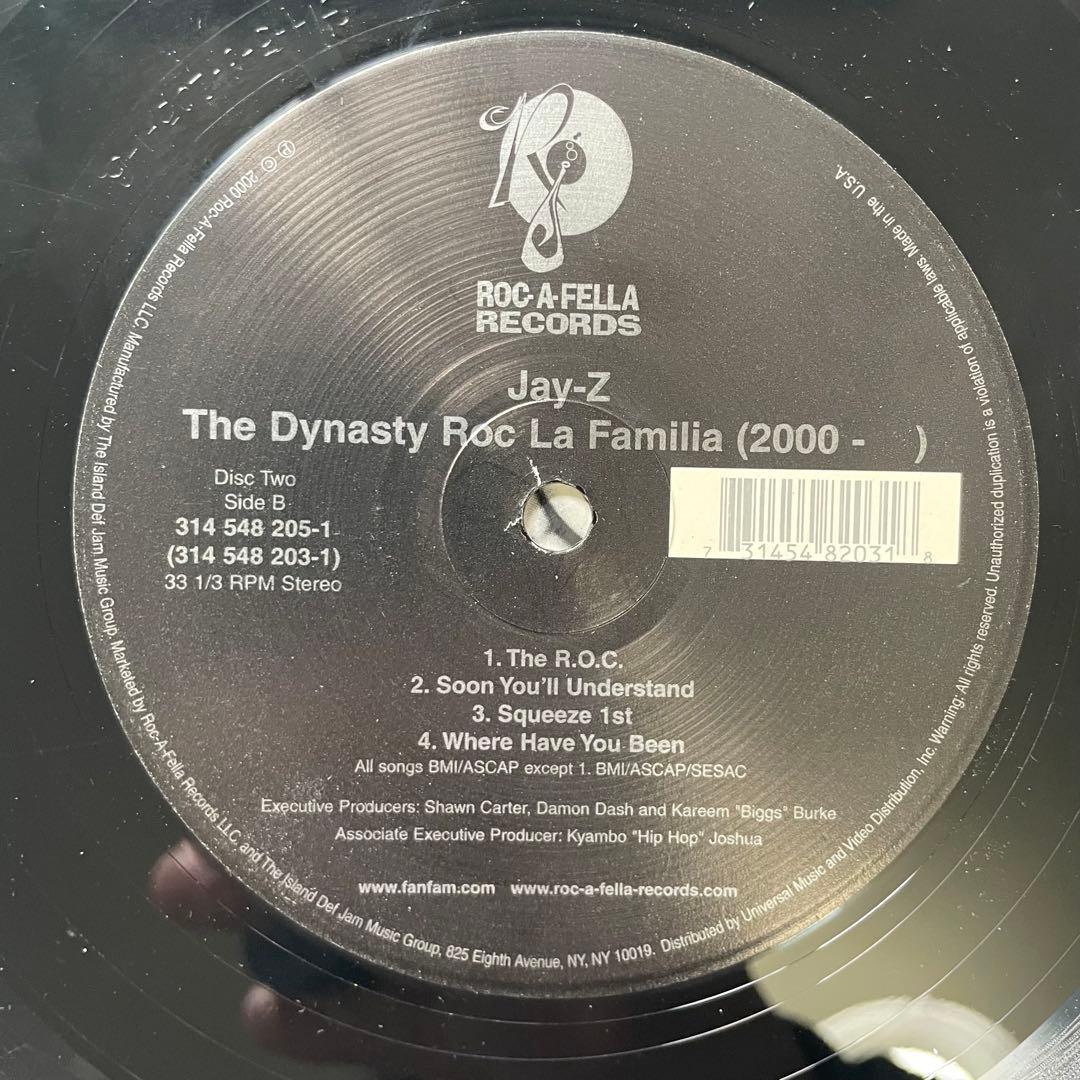 ROC-A-FELLA
RECORDS
Jay-Z
The Dynasty Roc La Familia (2000 -     )
Disc Two
Side B
314 548 205-1
(314 548 203-1)
33 1/3 RPM Stereo
7 31454 82031 8
1. The R.O.C.
2. Soon You'll Understand
3. Squeeze 1st
4. Where Have You Been
All songs BMI/ASCAP except 1. BMI/ASCAP/SESAC
Executive Producers: Shawn Carter, Damon Dash and Kareem "Biggs" Burke
Associate Executive Producer: Kyambo "Hip Hop" Joshua
www.fanfam.com www.roc-a-fella-records.com
℗ © 2000 Roc-A-Fella Records LLC. Manufactured by The Island Def Jam Music Group. Marketed by Roc-A-Fella Records LLC, and The Island Def Jam Music Group, 825 Eighth Avenue, NY, NY 10019. Distributed by Universal Music and Video Distribution, Inc. Warning: All rights reserved. Unauthorized duplication is a violation of applicable laws. Made in the U.S.A.